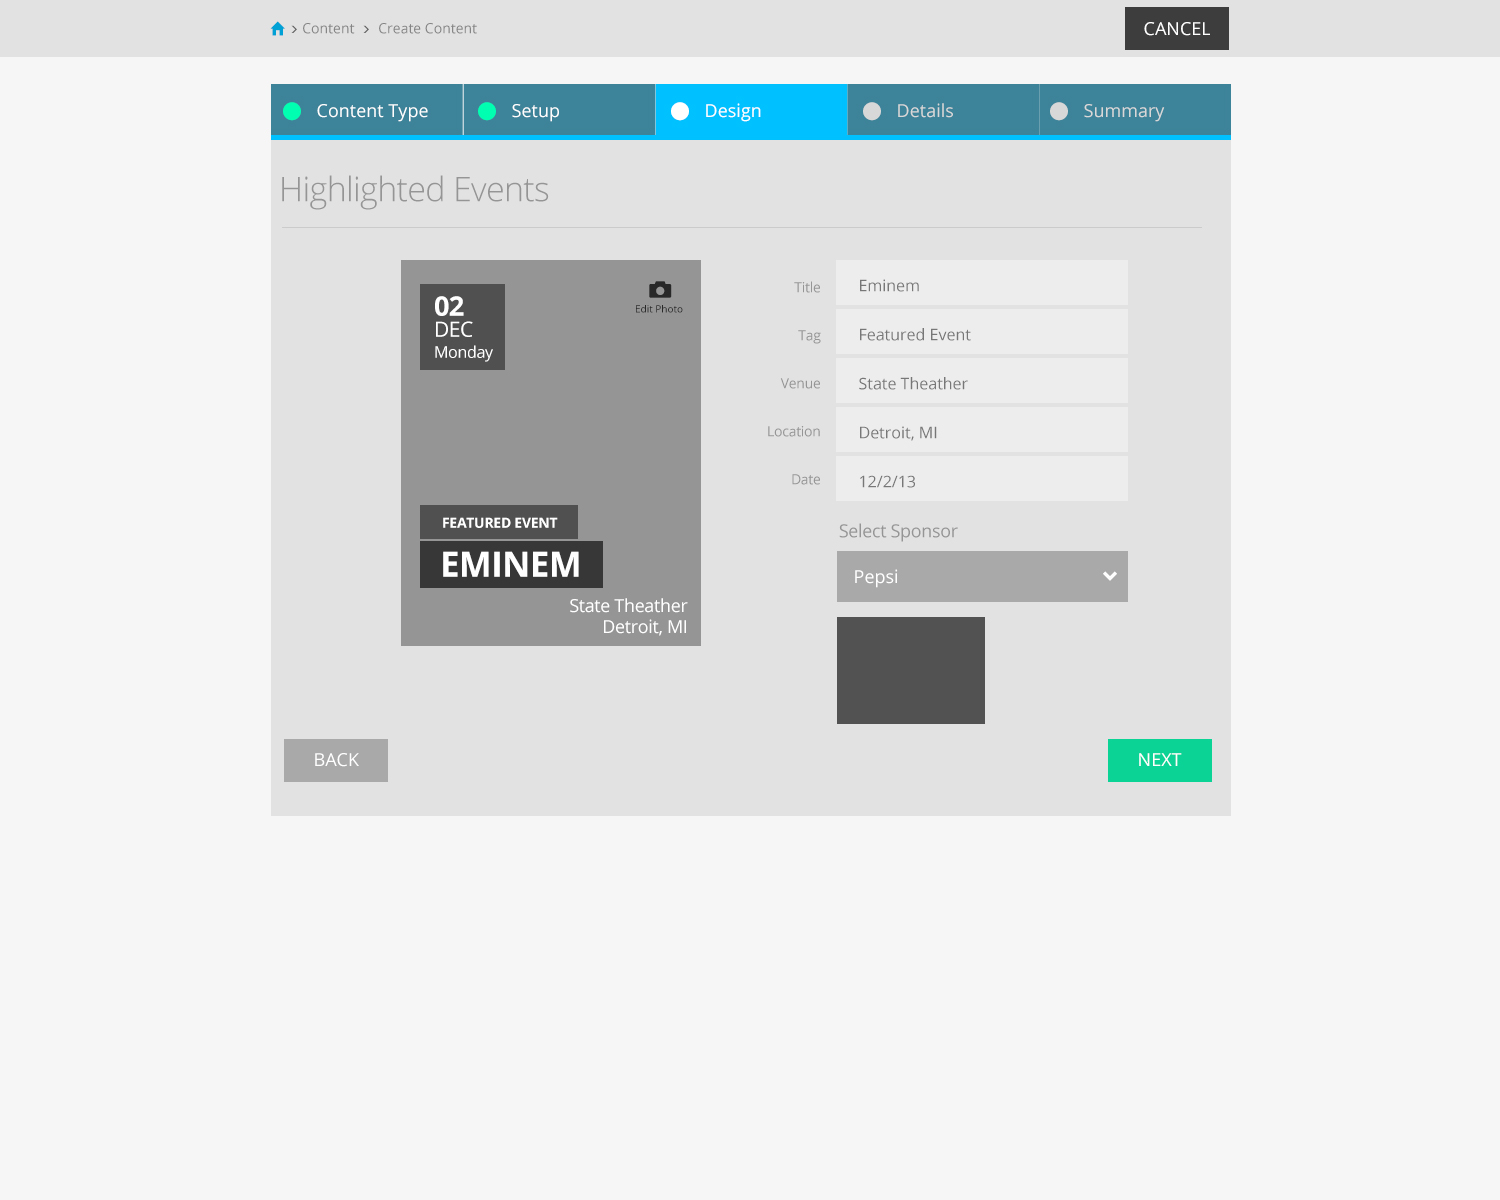 Content
Create Content
CANCEL
Content Type
Setup
Design
Details
Summary
Highlighted Events
02
DEC
Monday
Edit Photo
FEATURED EVENT
EMINEM
State Theather
Detroit, MI
Title
Eminem
Tag
Featured Event
Venue
State Theather
Location
Detroit, MI
Date
12/2/13
Select Sponsor
Pepsi
BACK
NEXT